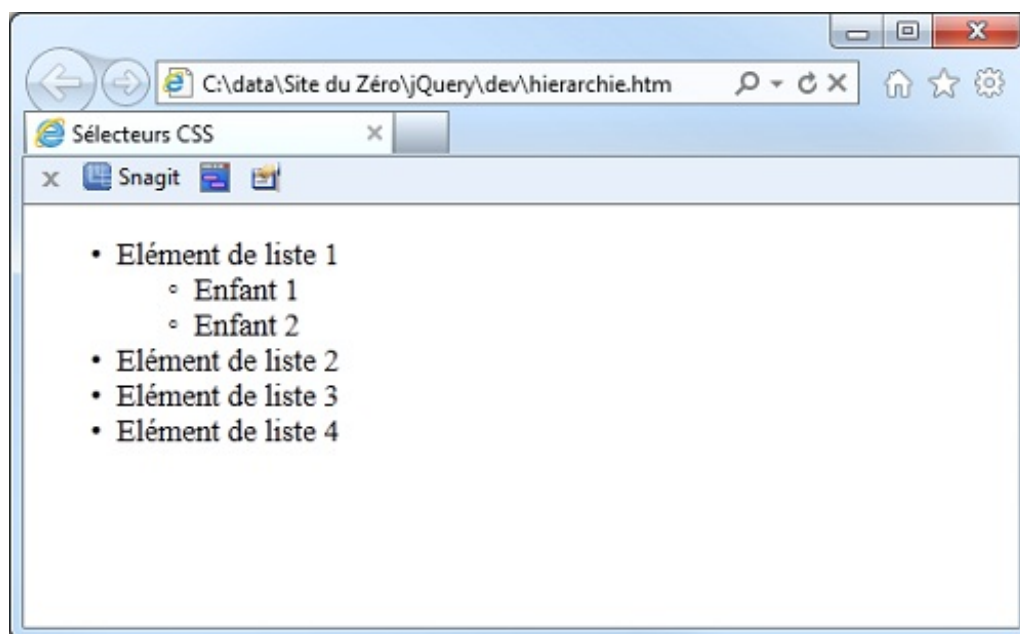 C:\data\Site du Zéro\jQuery\dev\hierarchie.htm
Sélecteurs CSS
Snagit
• Elément de liste 1
◦ Enfant 1
◦ Enfant 2
• Elément de liste 2
• Elément de liste 3
• Elément de liste 4